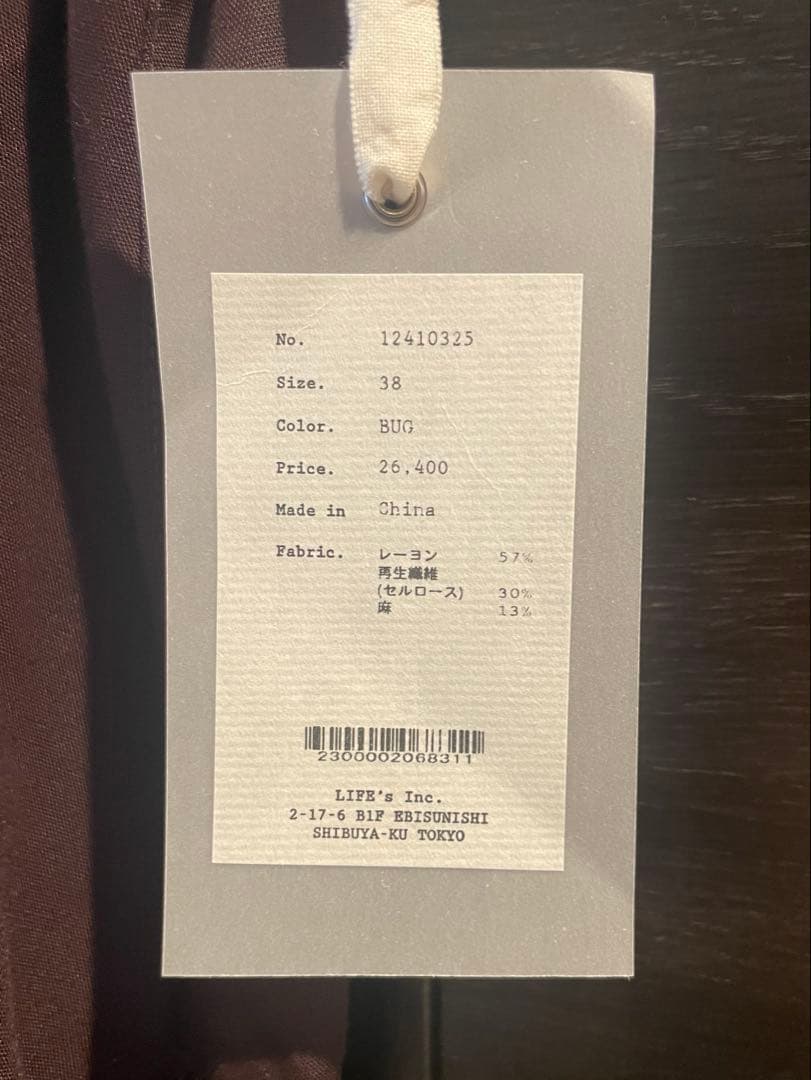 No. 12410325
Size. 38
Color. BUG
Price. 26,400
Made in China
Fabric. レーヨン 57%
再生繊維
(セルロース) 30%
麻 13%
2300002068311
LIFE's Inc.
2-17-6 B1F EBISUNISHI
SHIBUYA-KU TOKYO